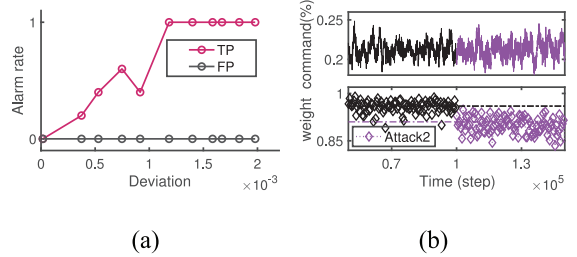 1
0
Alarm rate
TP
FP
0 0.5 1 1.5 2
Deviation ×10⁻³
(a)
0.25
0.2
command(%)
1
0.85
weight
Attack2
0.7 1 1.3
Time (step) ×10⁵
(b)